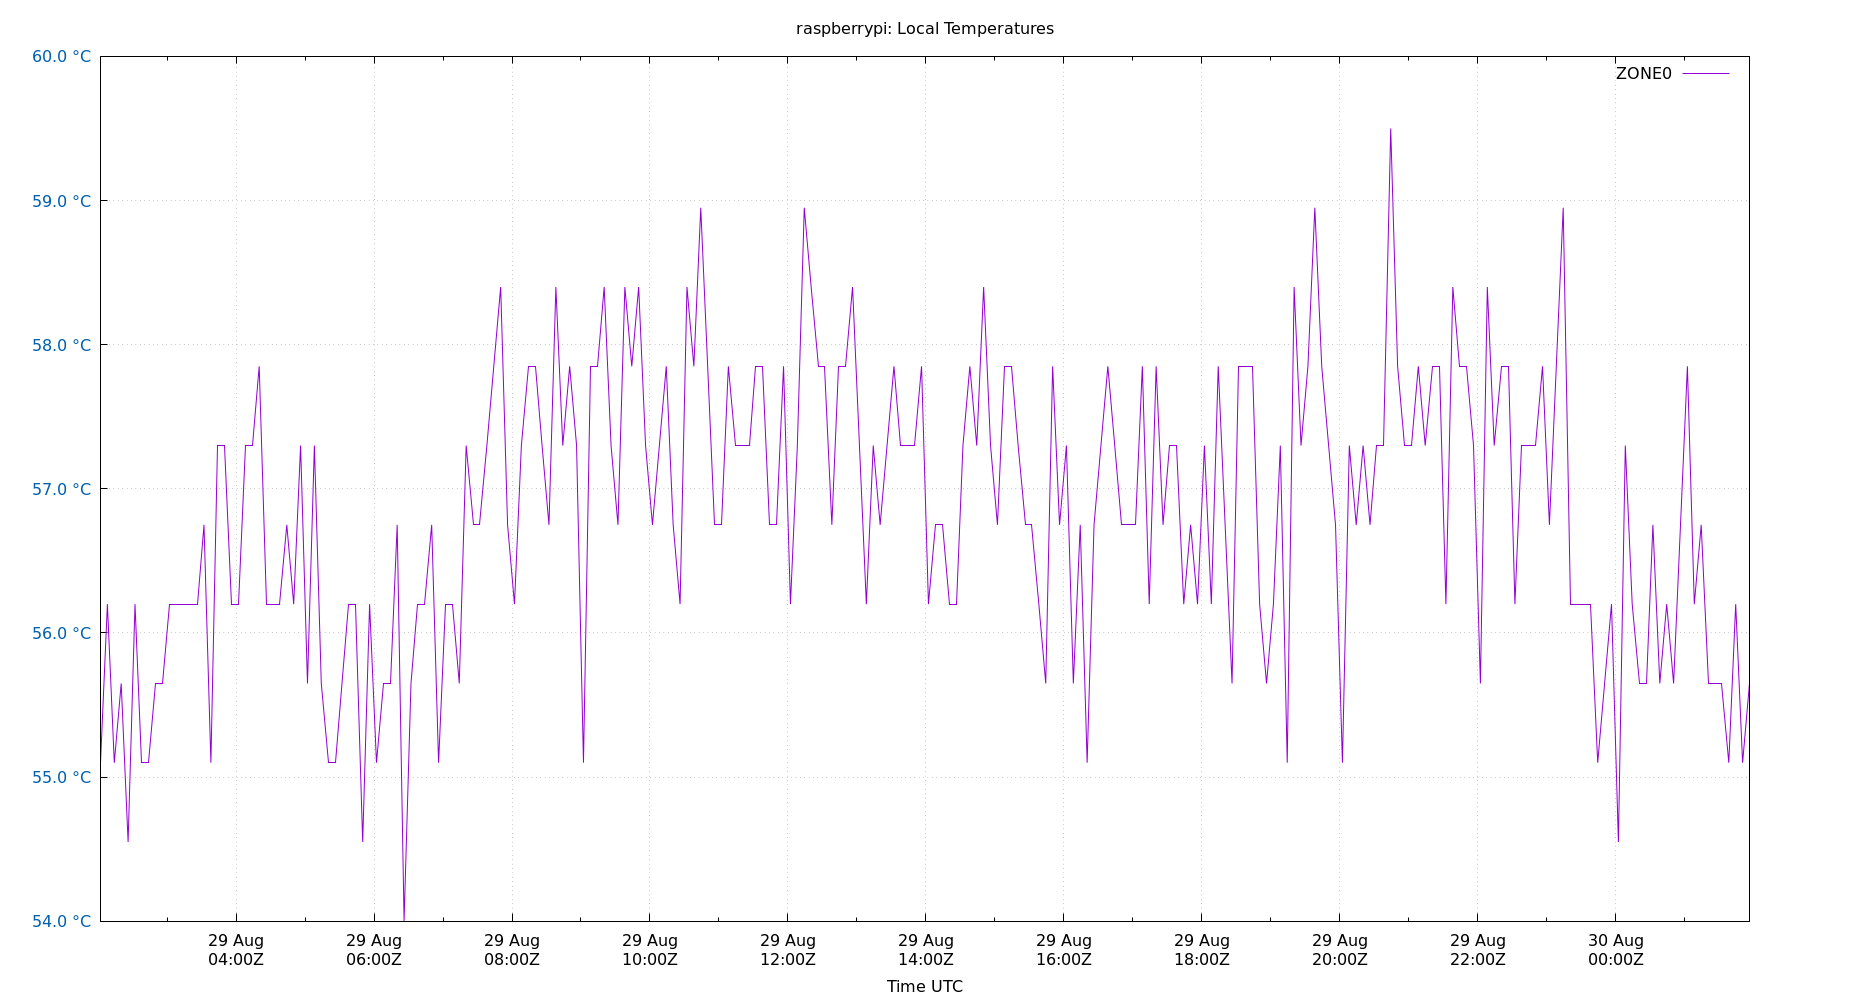 raspberrypi: Local Temperatures
60.0 °C
ZONE0
59.0 °C
58.0 °C
57.0 °C
56.0 °C
55.0 °C
54.0 °C
29 Aug 29 Aug 29 Aug 29 Aug 29 Aug 29 Aug 29 Aug 29 Aug 29 Aug 29 Aug 30 Aug
04:00Z 06:00Z 08:00Z 10:00Z 12:00Z 14:00Z 16:00Z 18:00Z 20:00Z 22:00Z 00:00Z
Time UTC